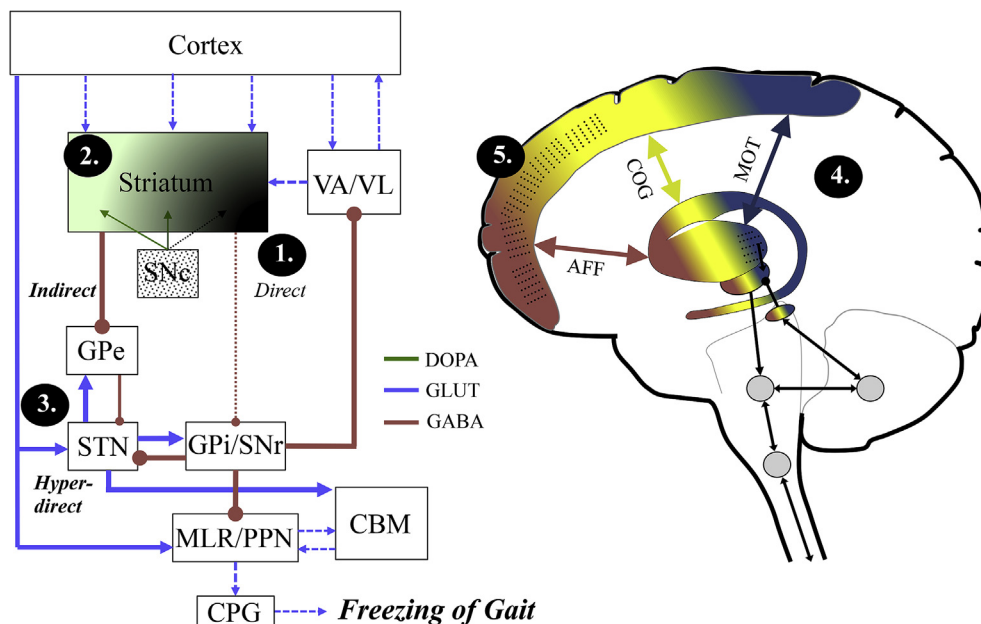 Cortex
2.
Striatum
VA/VL
1.
SNc
Indirect
Direct
GPe
DOPA
GLUT
GABA
3.
STN
GPi/SNr
Hyper-
direct
MLR/PPN
CBM
CPG
Freezing of Gait
5.
COG
MOT
4.
AFF